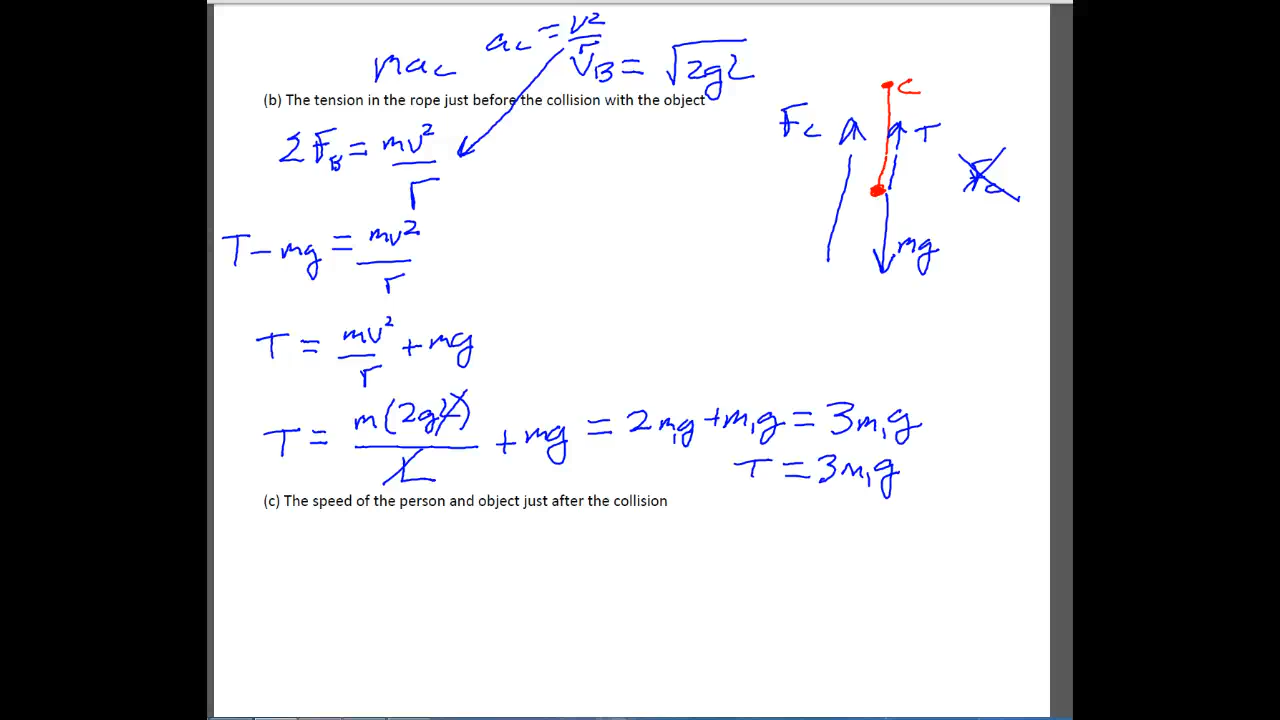 mac ac = v²/r
VB = √2gL
(b) The tension in the rope just before the collision with the object
C
Fc T
ΣFB = mv²/r
Fc
T - mg = mv²/r
mg
T = mv²/r + mg
T = m(2gL)/L + mg = 2m₁g + m₁g = 3m₁g
T = 3m₁g
(c) The speed of the person and object just after the collision